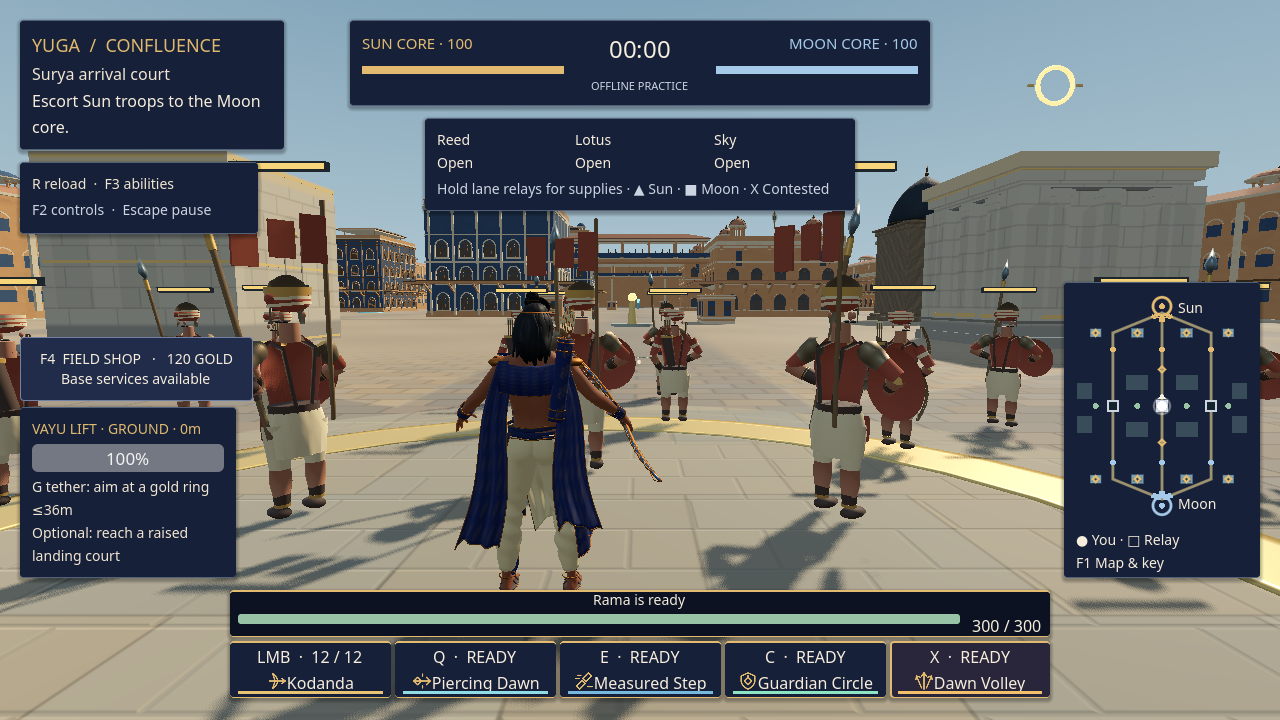 YUGA / CONFLUENCE
Surya arrival court
Escort Sun troops to the Moon
core.
SUN CORE · 100
00:00
MOON CORE · 100
OFFLINE PRACTICE
R reload · F3 abilities
F2 controls · Escape pause
Reed Lotus Sky
Open Open Open
Hold lane relays for supplies · ▲ Sun · ■ Moon · X Contested
F4 FIELD SHOP · 120 GOLD
Base services available
VAYU LIFT · GROUND · 0m
100%
G tether: aim at a gold ring
≤36m
Optional: reach a raised
landing court
Sun
Moon
● You · □ Relay
F1 Map & key
Rama is ready
300 / 300
LMB · 12 / 12
Kodanda
Q · READY
Piercing Dawn
E · READY
Measured Step
C · READY
Guardian Circle
X · READY
Dawn Volley